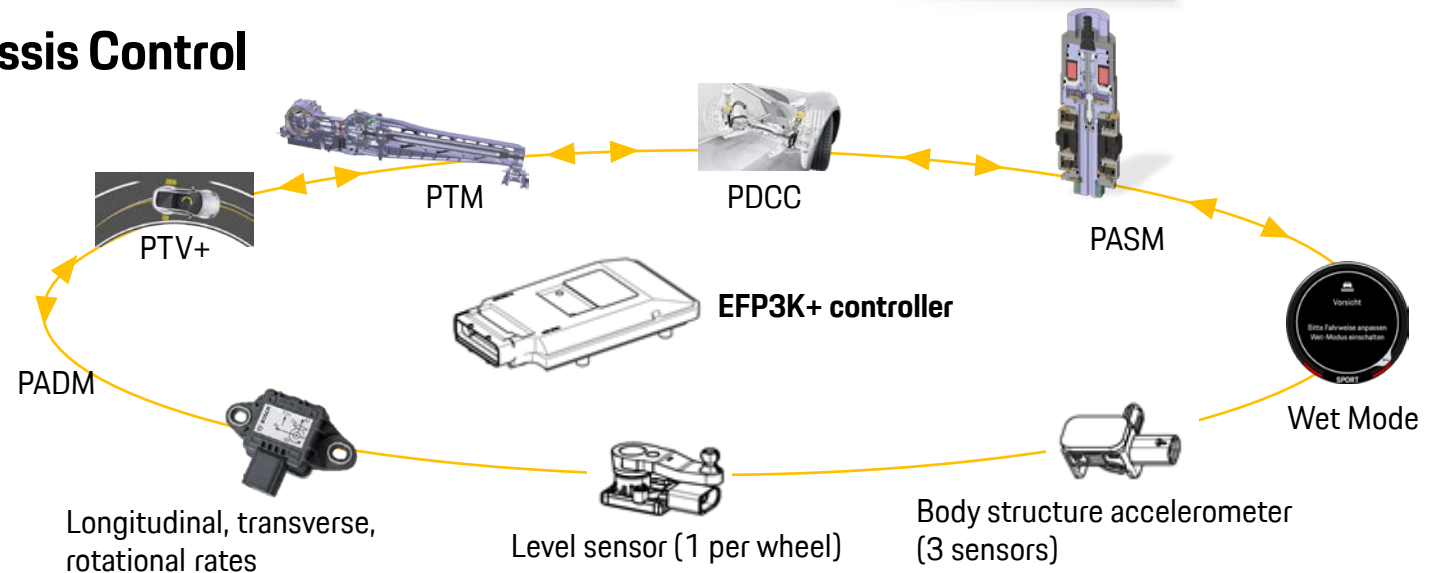 ssis Control
PTM
PDCC
PASM
PTV+
EFP3K+ controller
PADM
Vorsicht
Bitte Fahrweise anpassen
Wet-Modus einschalten
SPORT
Wet Mode
BOSCH
Longitudinal, transverse,
rotational rates
Level sensor (1 per wheel)
Body structure accelerometer
(3 sensors)